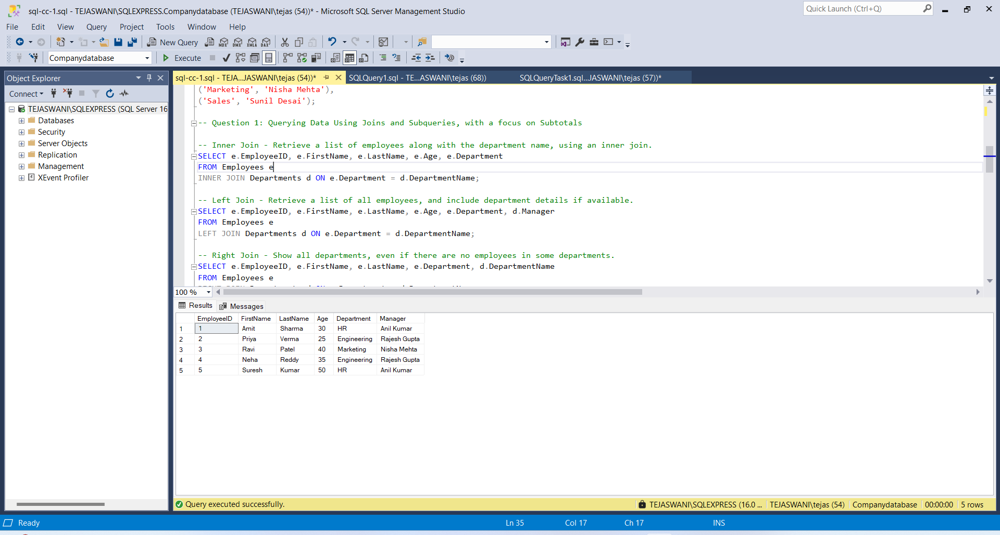 sql-cc-1.sql - TEJASWANI\SQLEXPRESS.Companydatabase (TEJASWANI\tejas (54))* - Microsoft SQL Server Management Studio
Quick Launch (Ctrl+Q)
File Edit View Query Project Tools Window Help
New Query MDX DMX XMLA DAX
Companydatabase Execute
Object Explorer
Connect
TEJASWANI\SQLEXPRESS (SQL Server 16
Databases
Security
Server Objects
Replication
Management
XEvent Profiler
sql-cc-1.sql - TEJA...JASWANI\tejas (54))* SQLQuery1.sql - TE...ASWANI\tejas (68)) SQLQueryTask1.sql...JASWANI\tejas (57))*
('Marketing', 'Nisha Mehta'),
('Sales', 'Sunil Desai');
-- Question 1: Querying Data Using Joins and Subqueries, with a focus on Subtotals
-- Inner Join - Retrieve a list of employees along with the department name, using an inner join.
SELECT e.EmployeeID, e.FirstName, e.LastName, e.Age, e.Department
FROM Employees e
INNER JOIN Departments d ON e.Department = d.DepartmentName;
-- Left Join - Retrieve a list of all employees, and include department details if available.
SELECT e.EmployeeID, e.FirstName, e.LastName, e.Age, e.Department, d.Manager
FROM Employees e
LEFT JOIN Departments d ON e.Department = d.DepartmentName;
-- Right Join - Show all departments, even if there are no employees in some departments.
SELECT e.EmployeeID, e.FirstName, e.LastName, e.Department, d.DepartmentName
FROM Employees e
100 %
Results Messages
EmployeeID FirstName LastName Age Department Manager
1 1 Amit Sharma 30 HR Anil Kumar
2 2 Priya Verma 25 Engineering Rajesh Gupta
3 3 Ravi Patel 40 Marketing Nisha Mehta
4 4 Neha Reddy 35 Engineering Rajesh Gupta
5 5 Suresh Kumar 50 HR Anil Kumar
Query executed successfully. TEJASWANI\SQLEXPRESS (16.0 ... TEJASWANI\tejas (54) Companydatabase 00:00:00 5 rows
Ready Ln 35 Col 17 Ch 17 INS